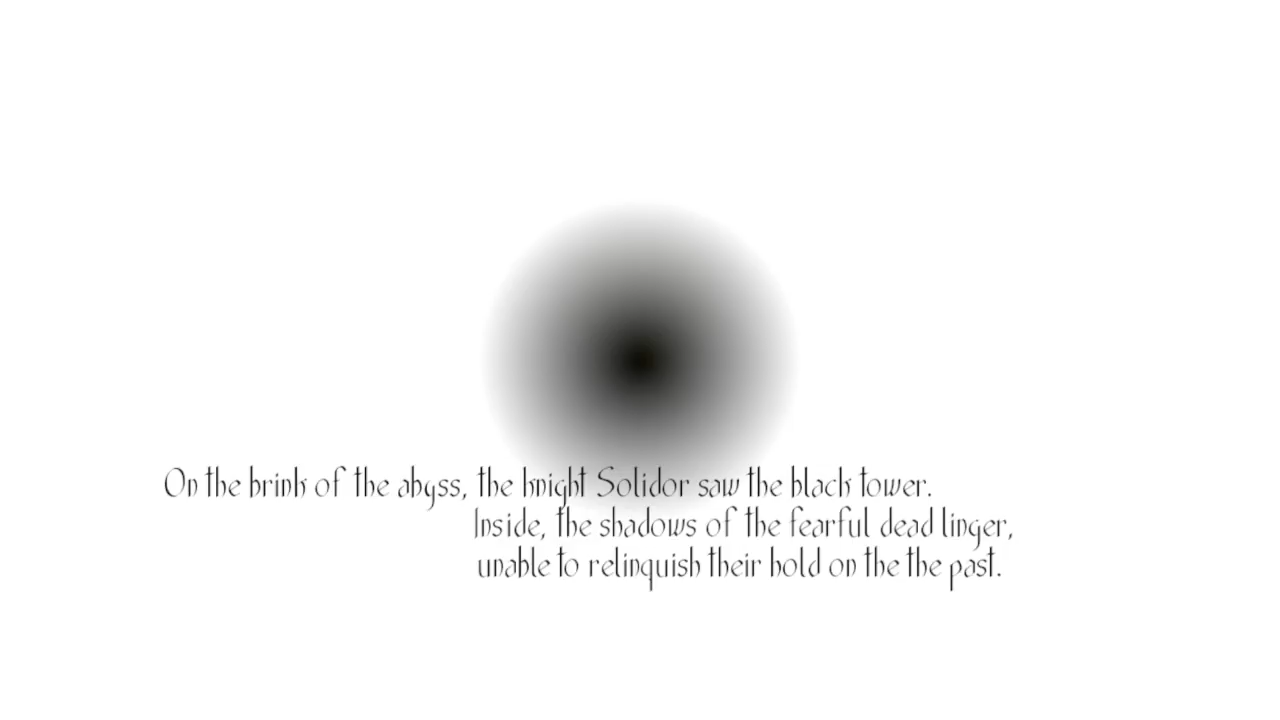 On the brink of the abyss, the knight Solidor saw the black tower.
Inside, the shadows of the fearful dead linger,
unable to relinquish their hold on the the past.